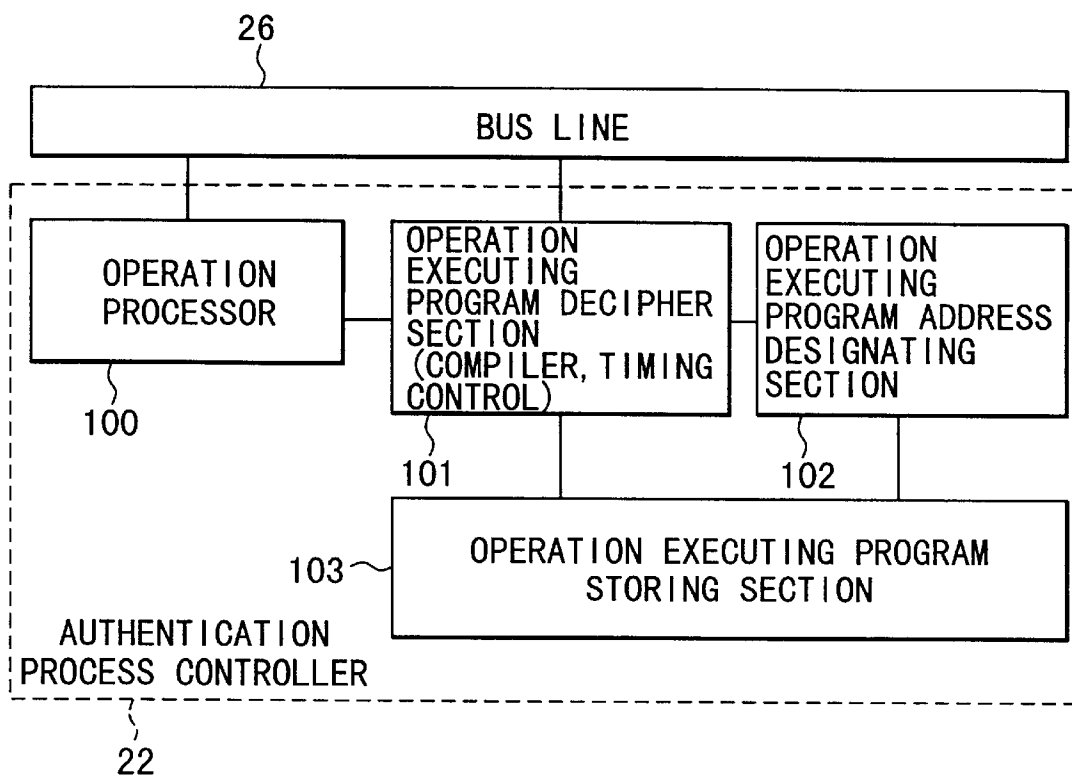 26
BUS LINE
OPERATION
PROCESSOR
100
OPERATION
EXECUTING
PROGRAM DECIPHER
SECTION
(COMPILER, TIMING
CONTROL)
101
OPERATION
EXECUTING
PROGRAM ADDRESS
DESIGNATING
SECTION
102
103
OPERATION EXECUTING PROGRAM
STORING SECTION
AUTHENTICATION
PROCESS CONTROLLER
22